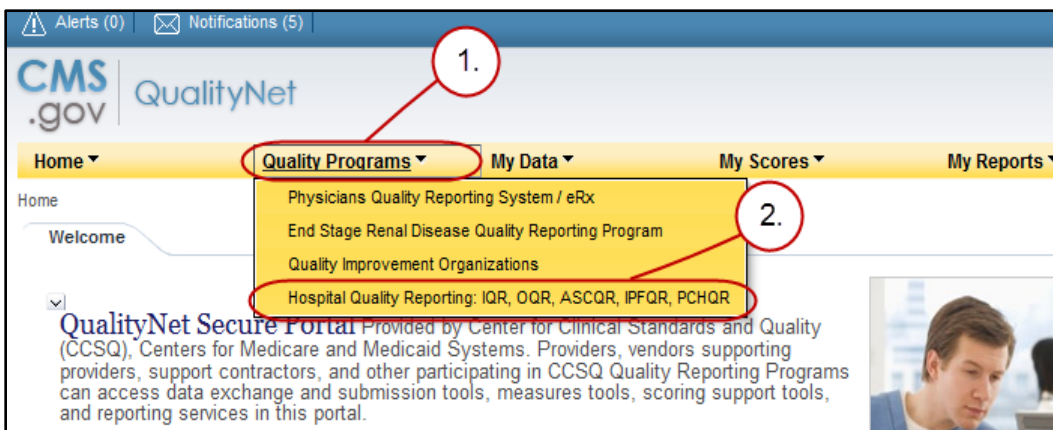 Alerts (0) Notifications (5)
CMS
.gov
QualityNet
1.
Home Quality Programs My Data My Scores My Reports
Home
Physicians Quality Reporting System / eRx
Welcome
End Stage Renal Disease Quality Reporting Program
2.
Quality Improvement Organizations
Hospital Quality Reporting: IQR, OQR, ASCQR, IPFQR, PCHQR
QualityNet Secure Portal Provided by Center for Clinical Standards and Quality
(CCSQ), Centers for Medicare and Medicaid Systems. Providers, vendors supporting
providers, support contractors, and other participating in CCSQ Quality Reporting Programs
can access data exchange and submission tools, measures tools, scoring support tools,
and reporting services in this portal.